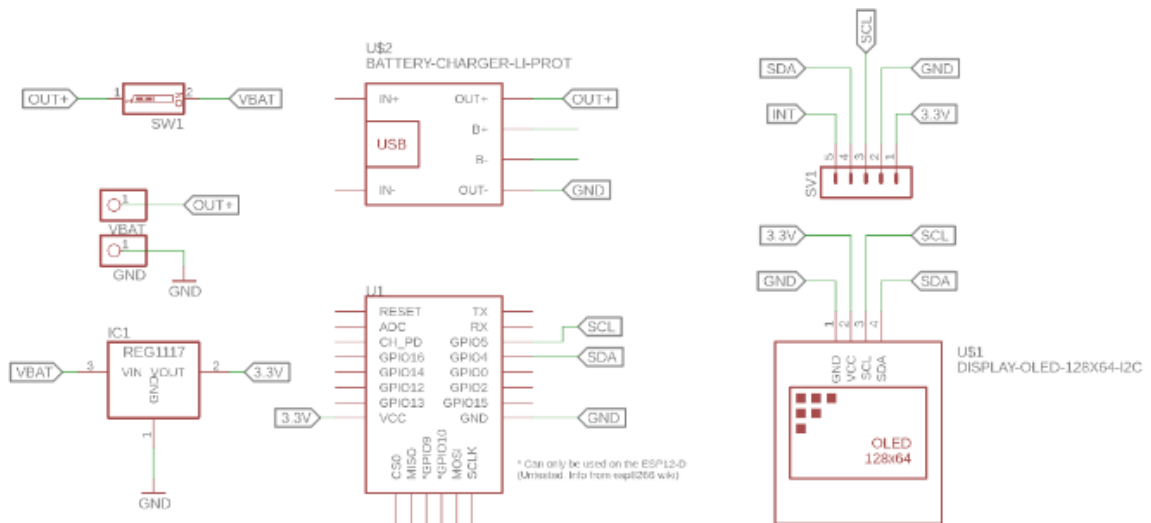 OUT+
1
ON
2
VBAT
SW1
1
OUT+
VBAT
1
GND
GND
IC1
REG1117
VBAT
3
VIN
VOUT
2
3.3V
GND
1
GND
U$2
BATTERY-CHARGER-LI-PROT
IN+
OUT+
OUT+
USB
B+
B-
IN-
OUT-
GND
U1
RESET
TX
ADC
RX
CH_PD
GPIO5
SCL
GPIO16
GPIO4
SDA
GPIO14
GPIO0
GPIO12
GPIO2
GPIO13
GPIO15
3.3V
VCC
GND
GND
CS0
MISO
*GPIO9
*GPIO10
MOSI
SCLK
* Can only be used on the ESP12-D
(Untested. Info from esp8266 wiki)
SCL
SDA
GND
INT
3.3V
5
4
3
2
1
SV1
3.3V
SCL
GND
SDA
1
2
3
4
GND
VCC
SCL
SDA
U$1
DISPLAY-OLED-128X64-I2C
OLED
128x64